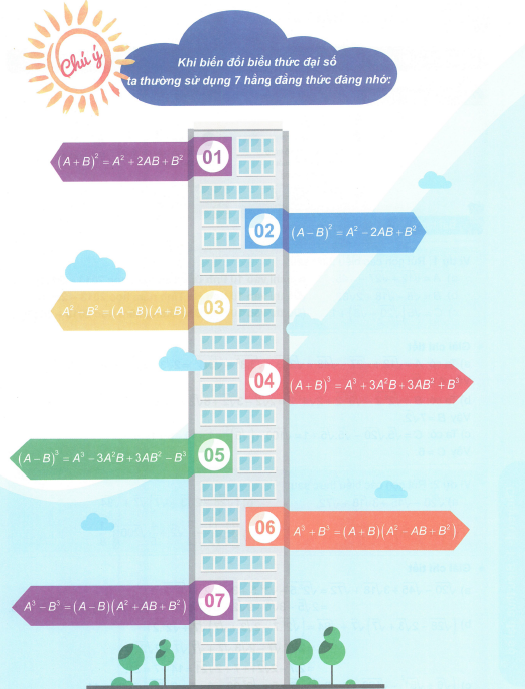 Chú ý
Khi biến đổi biểu thức đại số
ta thường sử dụng 7 hằng đẳng thức đáng nhớ:
01
(A + B)² = A² + 2AB + B²
02
(A − B)² = A² − 2AB + B²
03
A² − B² = (A − B)(A + B)
04
(A + B)³ = A³ + 3A²B + 3AB² + B³
05
(A − B)³ = A³ − 3A²B + 3AB² − B³
06
A³ + B³ = (A + B)(A² − AB + B²)
07
A³ − B³ = (A − B)(A² + AB + B²)